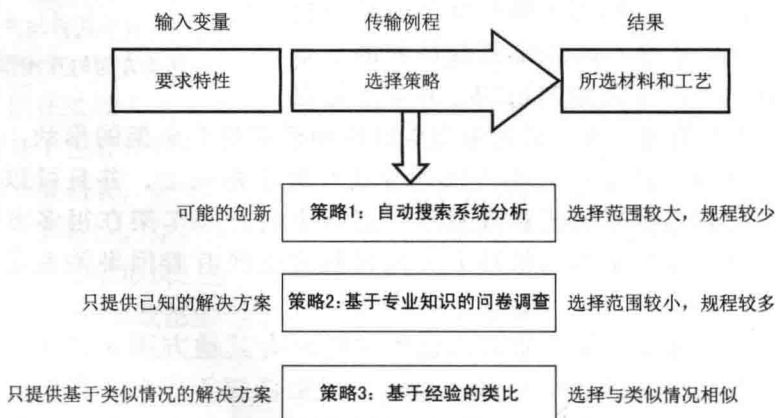 输入变量 传输例程 结果
要求特性 选择策略 所选材料和工艺
可能的创新 策略1：自动搜索系统分析 选择范围较大，规程较少
只提供已知的解决方案 策略2：基于专业知识的问卷调查 选择范围较小，规程较多
只提供基于类似情况的解决方案 策略3：基于经验的类比 选择与类似情况相似